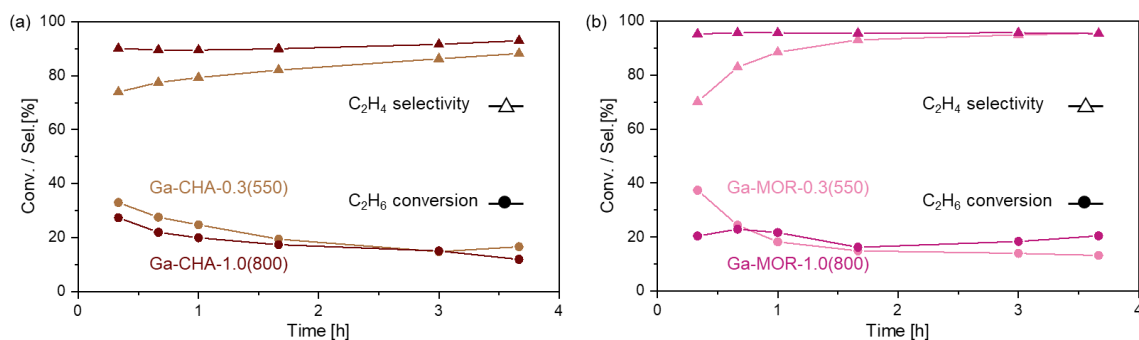 (a)
100
80
60
40
20
0
Conv. / Sel.[%]
C₂H₄ selectivity
Ga-CHA-0.3(550)
C₂H₆ conversion
Ga-CHA-1.0(800)
0 1 2 3 4
Time [h]
(b)
100
80
60
40
20
0
Conv. / Sel.[%]
C₂H₄ selectivity
Ga-MOR-0.3(550)
C₂H₆ conversion
Ga-MOR-1.0(800)
0 1 2 3 4
Time [h]